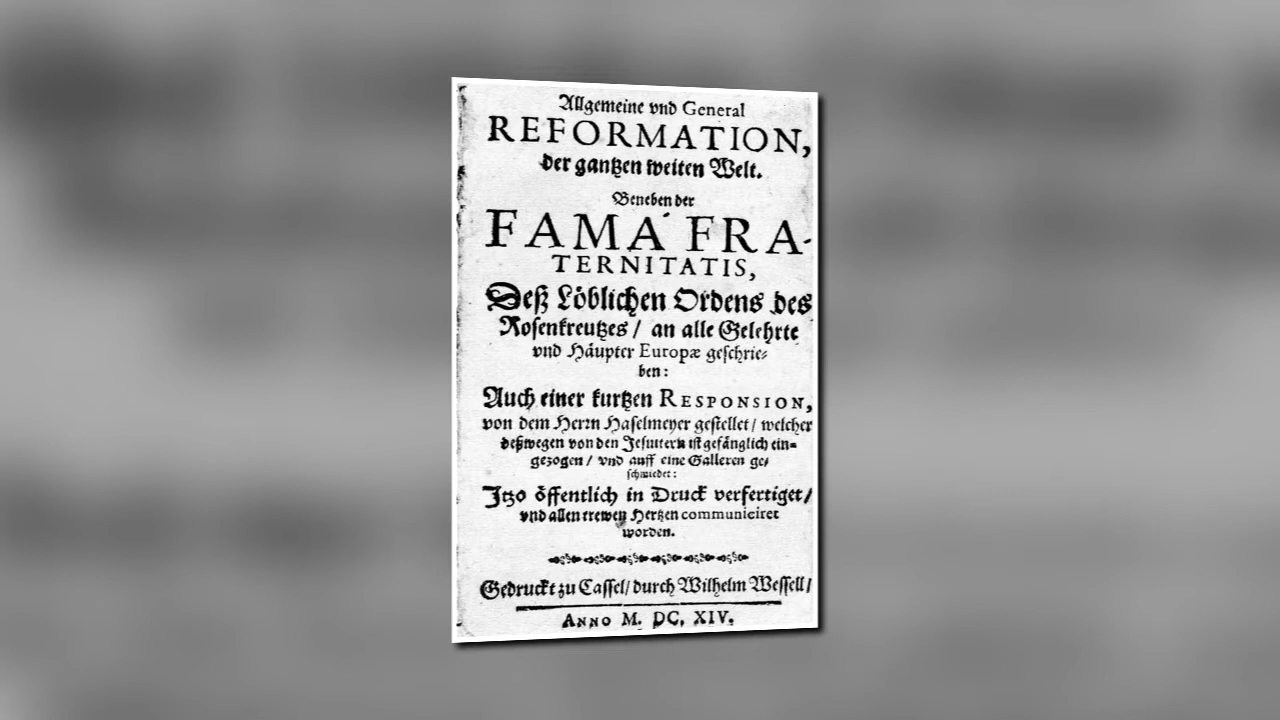 Allgemeine vnd General
REFORMATION,
der gantzen weiten Welt.
Beneben der
FAMA FRA-
TERNITATIS,
Deß Löblichen Ordens des
Rosenkreutzes / an alle Gelehrte
vnd Häupter Europæ geschrie-
ben:
Auch einer kurtzen RESPONSION,
von dem Herrn Haselmeyer gestellet / welcher
deßwegen von den Jesuitern ist gefänglich ein-
gezogen / vnd auff eine Galleren ge-
schmiedet:
Itzo öffentlich in Druck verfertiget /
vnd allen trewen Hertzen communiciret
worden.
Gedruckt zu Cassel / durch Wilhelm Wessell /
ANNO M. DC, XIV.